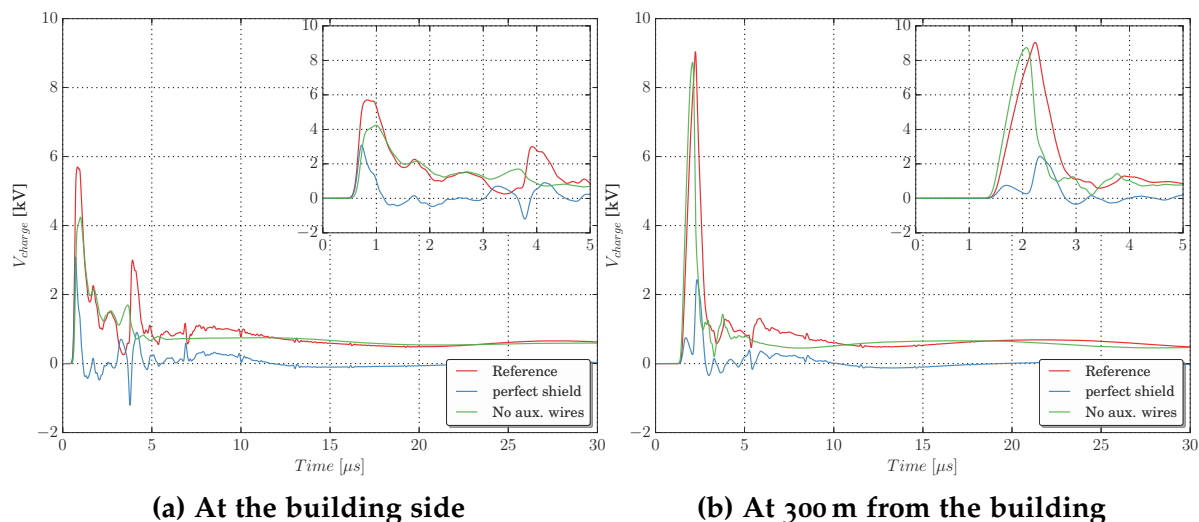 10
8
6
4
2
0
−2
V_charge [kV]
0 5 10 15 20 25 30
Time [µs]
10
8
6
4
2
0
−2
0 1 2 3 4 5
Reference
perfect shield
No aux. wires
(a) At the building side
10
8
6
4
2
0
−2
V_charge [kV]
0 5 10 15 20 25 30
Time [µs]
10
8
6
4
2
0
−2
0 1 2 3 4 5
Reference
perfect shield
No aux. wires
(b) At 300 m from the building